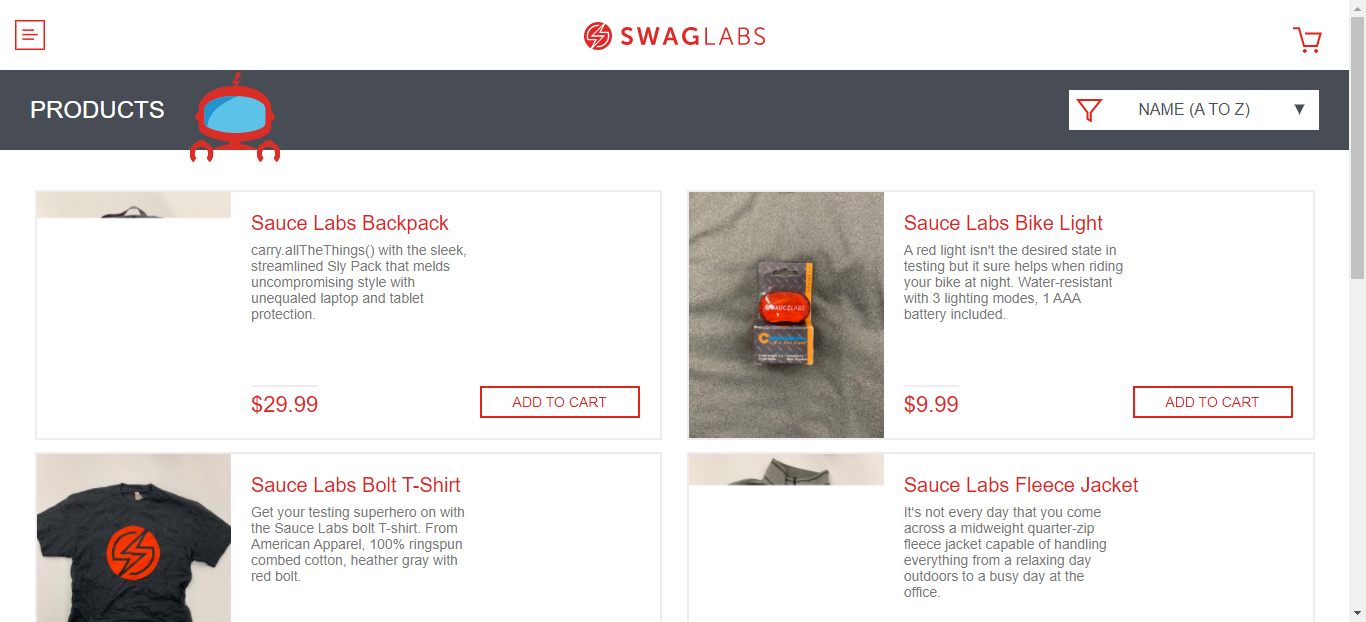 SWAGLABS
PRODUCTS
NAME (A TO Z)
Sauce Labs Backpack
carry.allTheThings() with the sleek,
streamlined Sly Pack that melds
uncompromising style with
unequaled laptop and tablet
protection.
$29.99
ADD TO CART
Sauce Labs Bike Light
A red light isn't the desired state in
testing but it sure helps when riding
your bike at night. Water-resistant
with 3 lighting modes, 1 AAA
battery included.
$9.99
ADD TO CART
Sauce Labs Bolt T-Shirt
Get your testing superhero on with
the Sauce Labs bolt T-shirt. From
American Apparel, 100% ringspun
combed cotton, heather gray with
red bolt.
Sauce Labs Fleece Jacket
It's not every day that you come
across a midweight quarter-zip
fleece jacket capable of handling
everything from a relaxing day
outdoors to a busy day at the
office.